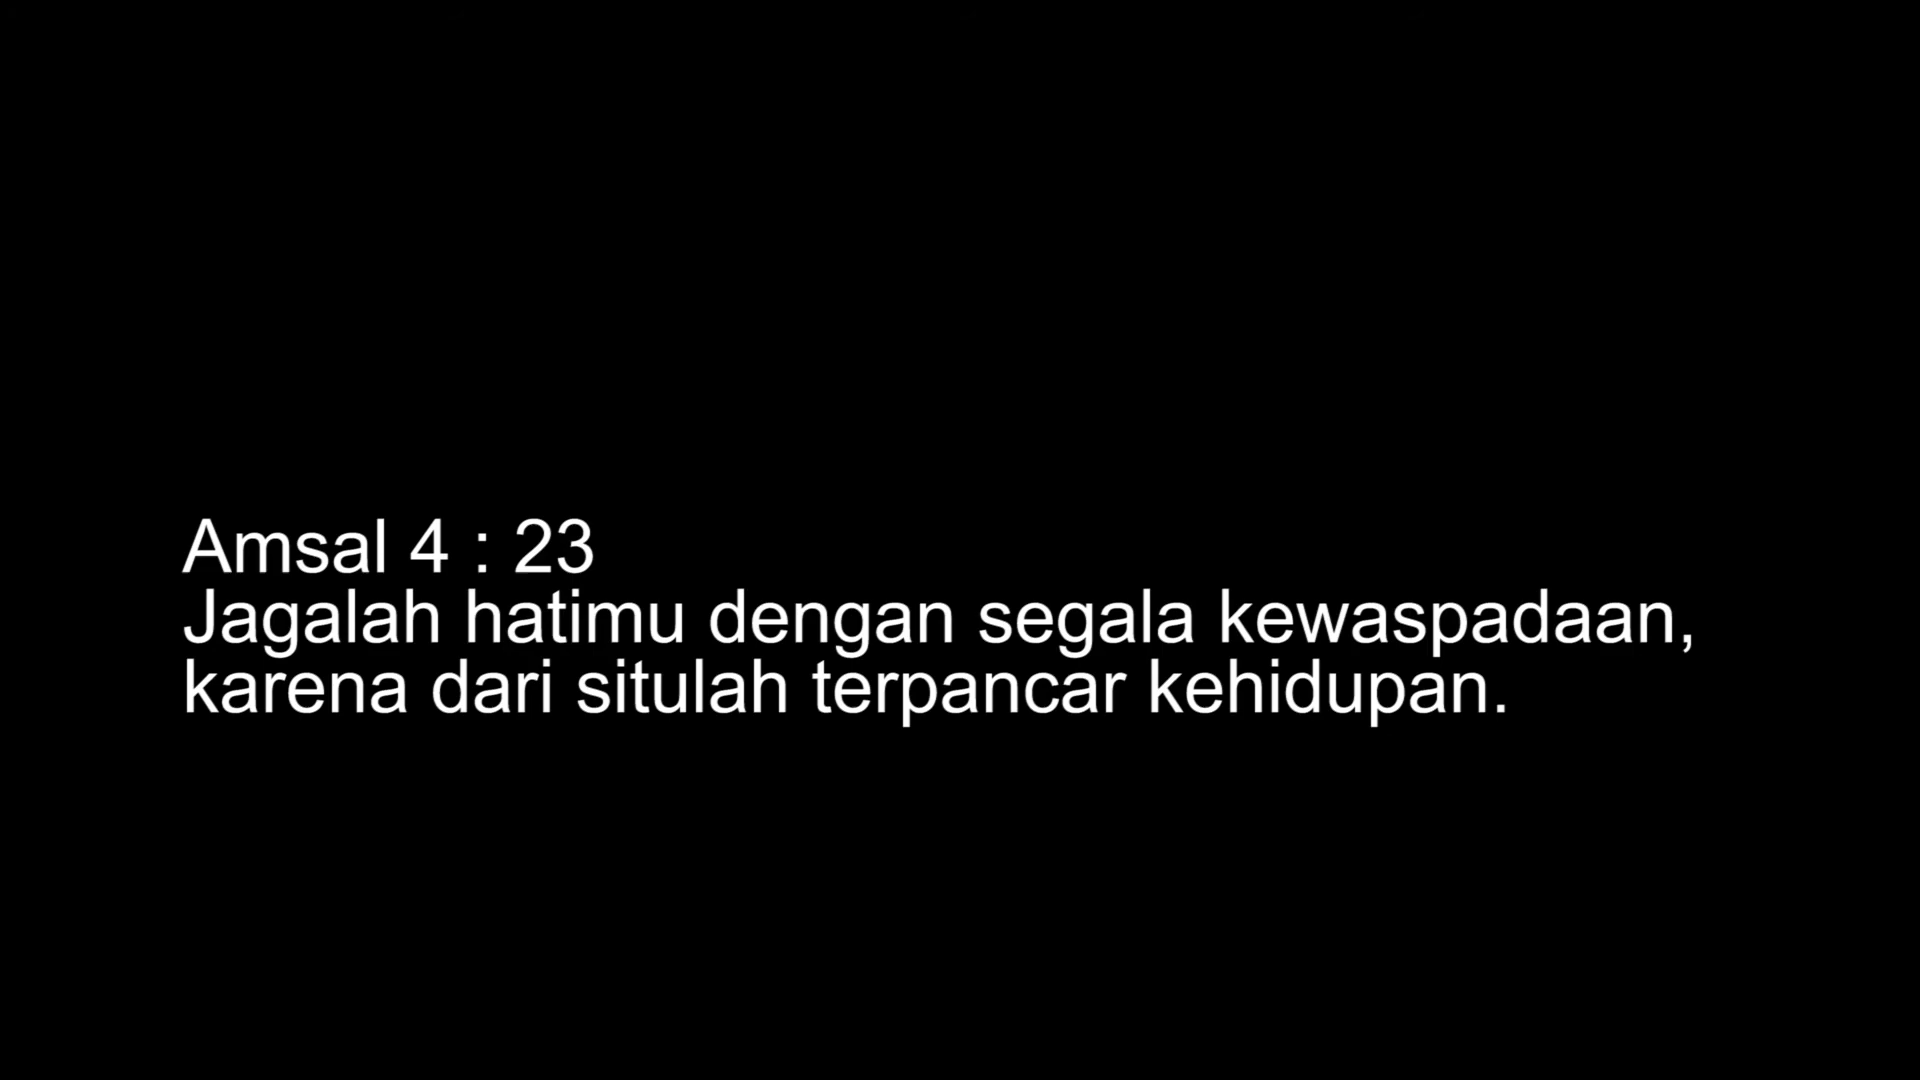 Amsal 4 : 23
Jagalah hatimu dengan segala kewaspadaan,
karena dari situlah terpancar kehidupan.